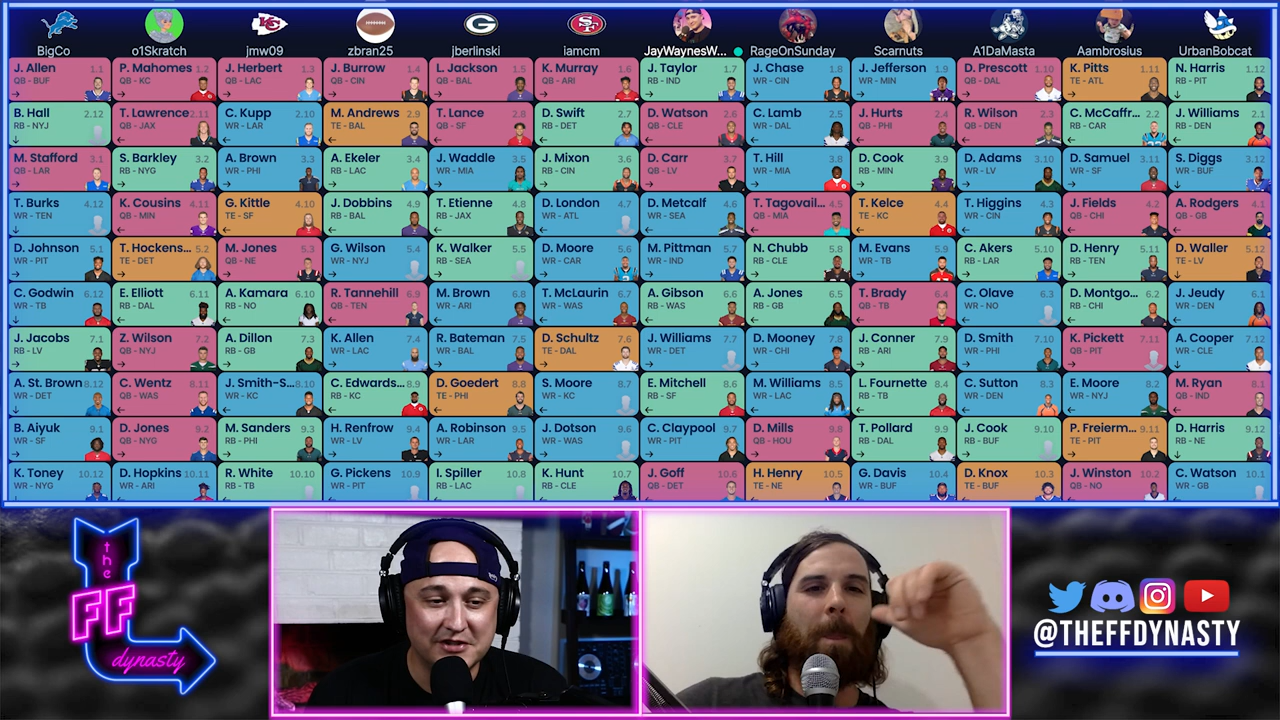 BigCo o1Skratch jmw09 zbran25 jberlinski iamcm JayWaynesW... RageOnSunday Scarnuts A1DaMasta Aambrosius UrbanBobcat
J. Allen 1.1 P. Mahomes 1.2 J. Herbert 1.3 J. Burrow 1.4 L. Jackson 1.5 K. Murray 1.6 J. Taylor 1.7 J. Chase 1.8 J. Jefferson 1.9 D. Prescott 1.10 K. Pitts 1.11 N. Harris 1.12
QB - BUF QB - KC QB - LAC QB - CIN QB - BAL QB - ARI RB - IND WR - CIN WR - MIN QB - DAL TE - ATL RB - PIT
B. Hall 2.12 T. Lawrence 2.11 C. Kupp 2.10 M. Andrews 2.9 T. Lance 2.8 D. Swift 2.7 D. Watson 2.6 C. Lamb 2.5 J. Hurts 2.4 R. Wilson 2.3 C. McCaffr... 2.2 J. Williams 2.1
RB - NYJ QB - JAX WR - LAR TE - BAL QB - SF RB - DET QB - CLE WR - DAL QB - PHI QB - DEN RB - CAR RB - DEN
M. Stafford 3.1 S. Barkley 3.2 A. Brown 3.3 A. Ekeler 3.4 J. Waddle 3.5 J. Mixon 3.6 D. Carr 3.7 T. Hill 3.8 D. Cook 3.9 D. Adams 3.10 D. Samuel 3.11 S. Diggs 3.12
QB - LAR RB - NYG WR - PHI RB - LAC WR - MIA RB - CIN QB - LV WR - MIA RB - MIN WR - LV WR - SF WR - BUF
T. Burks 4.12 K. Cousins 4.11 G. Kittle 4.10 J. Dobbins 4.9 T. Etienne 4.8 D. London 4.7 D. Metcalf 4.6 T. Tagovail... 4.5 T. Kelce 4.4 T. Higgins 4.3 J. Fields 4.2 A. Rodgers 4.1
WR - TEN QB - MIN TE - SF RB - BAL RB - JAX WR - ATL WR - SEA QB - MIA TE - KC WR - CIN QB - CHI QB - GB
D. Johnson 5.1 T. Hockens... 5.2 M. Jones 5.3 G. Wilson 5.4 K. Walker 5.5 D. Moore 5.6 M. Pittman 5.7 N. Chubb 5.8 M. Evans 5.9 C. Akers 5.10 D. Henry 5.11 D. Waller 5.12
WR - PIT TE - DET QB - NE WR - NYJ RB - SEA WR - CAR WR - IND RB - CLE WR - TB RB - LAR RB - TEN TE - LV
C. Godwin 6.12 E. Elliott 6.11 A. Kamara 6.10 R. Tannehill 6.9 M. Brown 6.8 T. McLaurin 6.7 A. Gibson 6.6 A. Jones 6.5 T. Brady 6.4 C. Olave 6.3 D. Montgo... 6.2 J. Jeudy 6.1
WR - TB RB - DAL RB - NO QB - TEN WR - ARI WR - WAS RB - WAS RB - GB QB - TB WR - NO RB - CHI WR - DEN
J. Jacobs 7.1 Z. Wilson 7.2 A. Dillon 7.3 K. Allen 7.4 R. Bateman 7.5 D. Schultz 7.6 J. Williams 7.7 D. Mooney 7.8 J. Conner 7.9 D. Smith 7.10 K. Pickett 7.11 A. Cooper 7.12
RB - LV QB - NYJ RB - GB WR - LAC WR - BAL TE - DAL WR - DET WR - CHI RB - ARI WR - PHI QB - PIT WR - CLE
A. St. Brown 8.12 C. Wentz 8.11 J. Smith-S... 8.10 C. Edwards... 8.9 D. Goedert 8.8 S. Moore 8.7 E. Mitchell 8.6 M. Williams 8.5 L. Fournette 8.4 C. Sutton 8.3 E. Moore 8.2 M. Ryan 8.1
WR - DET QB - WAS WR - KC RB - KC TE - PHI WR - KC RB - SF WR - LAC RB - TB WR - DEN WR - NYJ QB - IND
B. Aiyuk 9.1 D. Jones 9.2 M. Sanders 9.3 H. Renfrow 9.4 A. Robinson 9.5 J. Dotson 9.6 C. Claypool 9.7 D. Mills 9.8 T. Pollard 9.9 J. Cook 9.10 P. Freierm... 9.11 D. Harris 9.12
WR - SF QB - NYG RB - PHI WR - LV WR - LAR WR - WAS WR - PIT QB - HOU RB - DAL RB - BUF TE - PIT RB - NE
K. Toney 10.12 D. Hopkins 10.11 R. White 10.10 G. Pickens 10.9 I. Spiller 10.8 K. Hunt 10.7 J. Goff 10.6 H. Henry 10.5 G. Davis 10.4 D. Knox 10.3 J. Winston 10.2 C. Watson 10.1
WR - NYG WR - ARI RB - TB WR - PIT RB - LAC RB - CLE QB - DET TE - NE WR - BUF TE - BUF QB - NO WR - GB
the
FF
dynasty
@THEFFDYNASTY